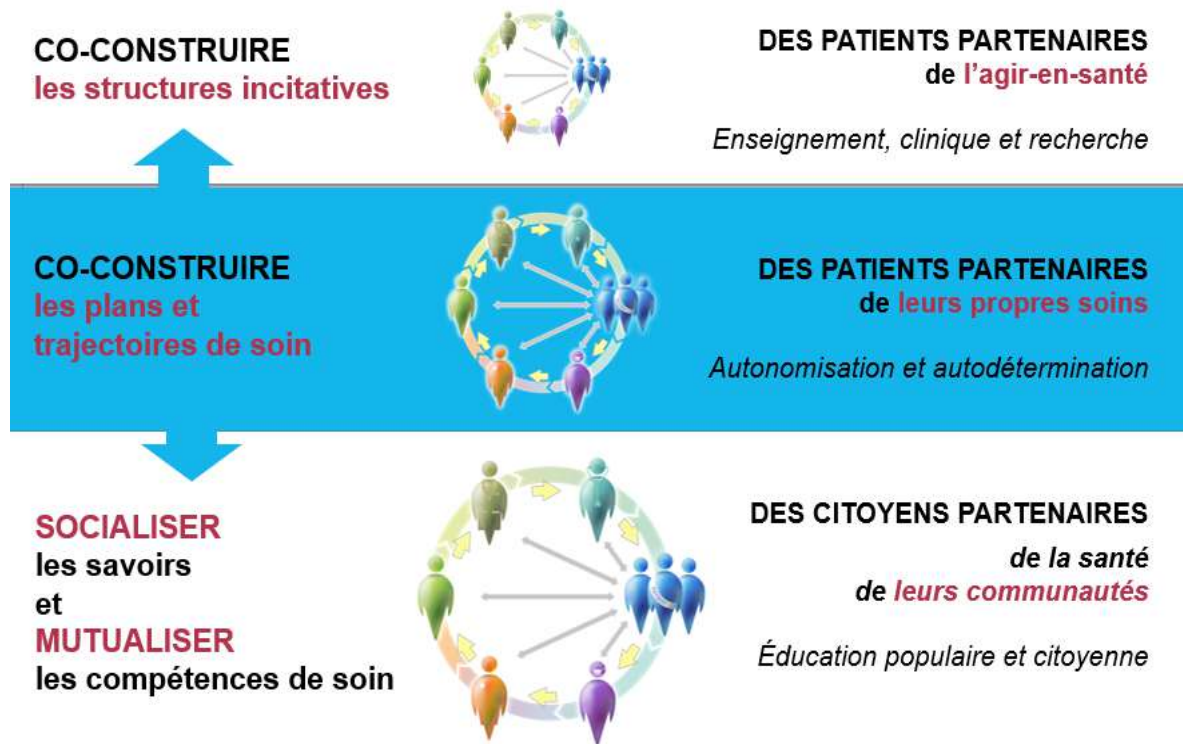 CO-CONSTRUIRE
les structures incitatives
DES PATIENTS PARTENAIRES
de l'agir-en-santé
Enseignement, clinique et recherche
CO-CONSTRUIRE
les plans et
trajectoires de soin
DES PATIENTS PARTENAIRES
de leurs propres soins
Autonomisation et autodétermination
SOCIALISER
les savoirs
et
MUTUALISER
les compétences de soin
DES CITOYENS PARTENAIRES
de la santé
de leurs communautés
Éducation populaire et citoyenne